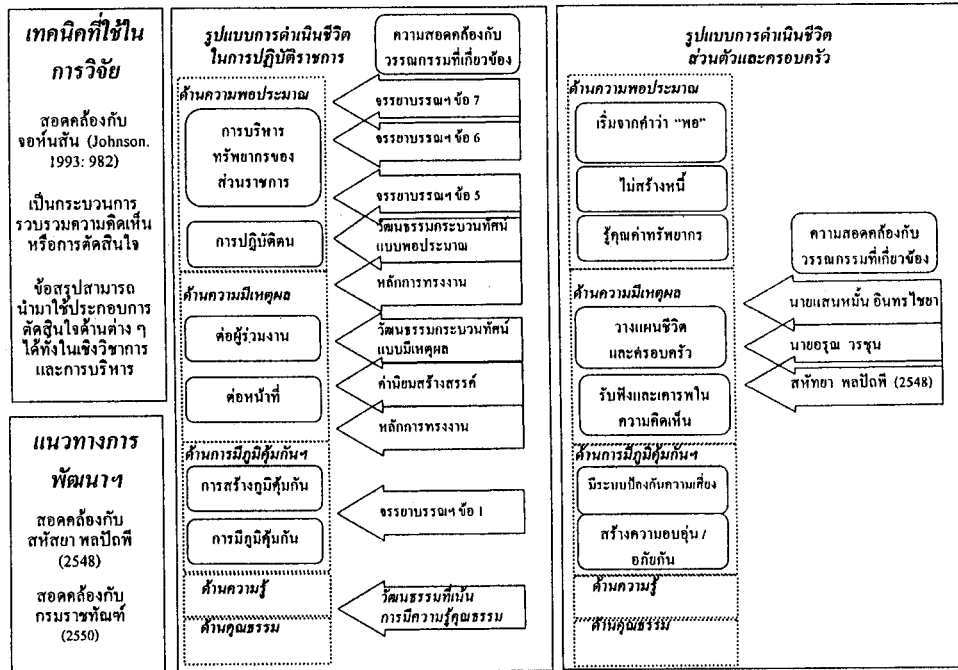 เทคนิคที่ใช้ใน
การวิจัย
สอดคล้องกับ
จอห์นสัน (Johnson.
1993: 982)
เป็นกระบวนการ
รวบรวมความคิดเห็น
หรือการตัดสินใจ
ข้อสรุปสามารถ
นำมาใช้ประกอบการ
ตัดสินใจด้านต่าง ๆ
ได้ทั้งในเชิงวิชาการ
และการบริหาร
แนวทางการ
พัฒนาฯ
สอดคล้องกับ
สหัสยา พลปัถพี
(2548)
สอดคล้องกับ
กรมราชทัณฑ์
(2550)
รูปแบบการดำเนินชีวิต
ในการปฏิบัติราชการ
ความสอดคล้องกับ
วรรณกรรมที่เกี่ยวข้อง
ด้านความพอประมาณ
การบริหาร
ทรัพยากรของ
ส่วนราชการ
การปฏิบัติตน
จรรยาบรรณฯ ข้อ 7
จรรยาบรรณฯ ข้อ 6
จรรยาบรรณฯ ข้อ 5
วัฒนธรรมกระบวนทัศน์
แบบพอประมาณ
หลักการทรงงาน
ด้านความมีเหตุผล
ต่อผู้ร่วมงาน
ต่อหน้าที่
วัฒนธรรมกระบวนทัศน์
แบบมีเหตุผล
ค่านิยมสร้างสรรค์
หลักการทรงงาน
ด้านการมีภูมิคุ้มกันฯ
การสร้างภูมิคุ้มกัน
การมีภูมิคุ้มกัน
จรรยาบรรณฯ ข้อ 1
ด้านความรู้
ด้านคุณธรรม
วัฒนธรรมที่เน้น
การมีความรู้คุณธรรม
รูปแบบการดำเนินชีวิต
ส่วนตัวและครอบครัว
ด้านความพอประมาณ
เริ่มจากคำว่า “พอ”
ไม่สร้างหนี้
รู้คุณค่าทรัพยากร
ความสอดคล้องกับ
วรรณกรรมที่เกี่ยวข้อง
ด้านความมีเหตุผล
วางแผนชีวิต
และครอบครัว
รับฟังและเคารพใน
ความคิดเห็น
นายแสนหมั้น อินทรไชยา
นายอรุณ วรชุน
สหัทยา พลปัถพี (2548)
ด้านการมีภูมิคุ้มกันฯ
มีระบบป้องกันความเสี่ยง
สร้างความอบอุ่น /
อภัยกัน
ด้านความรู้
ด้านคุณธรรม